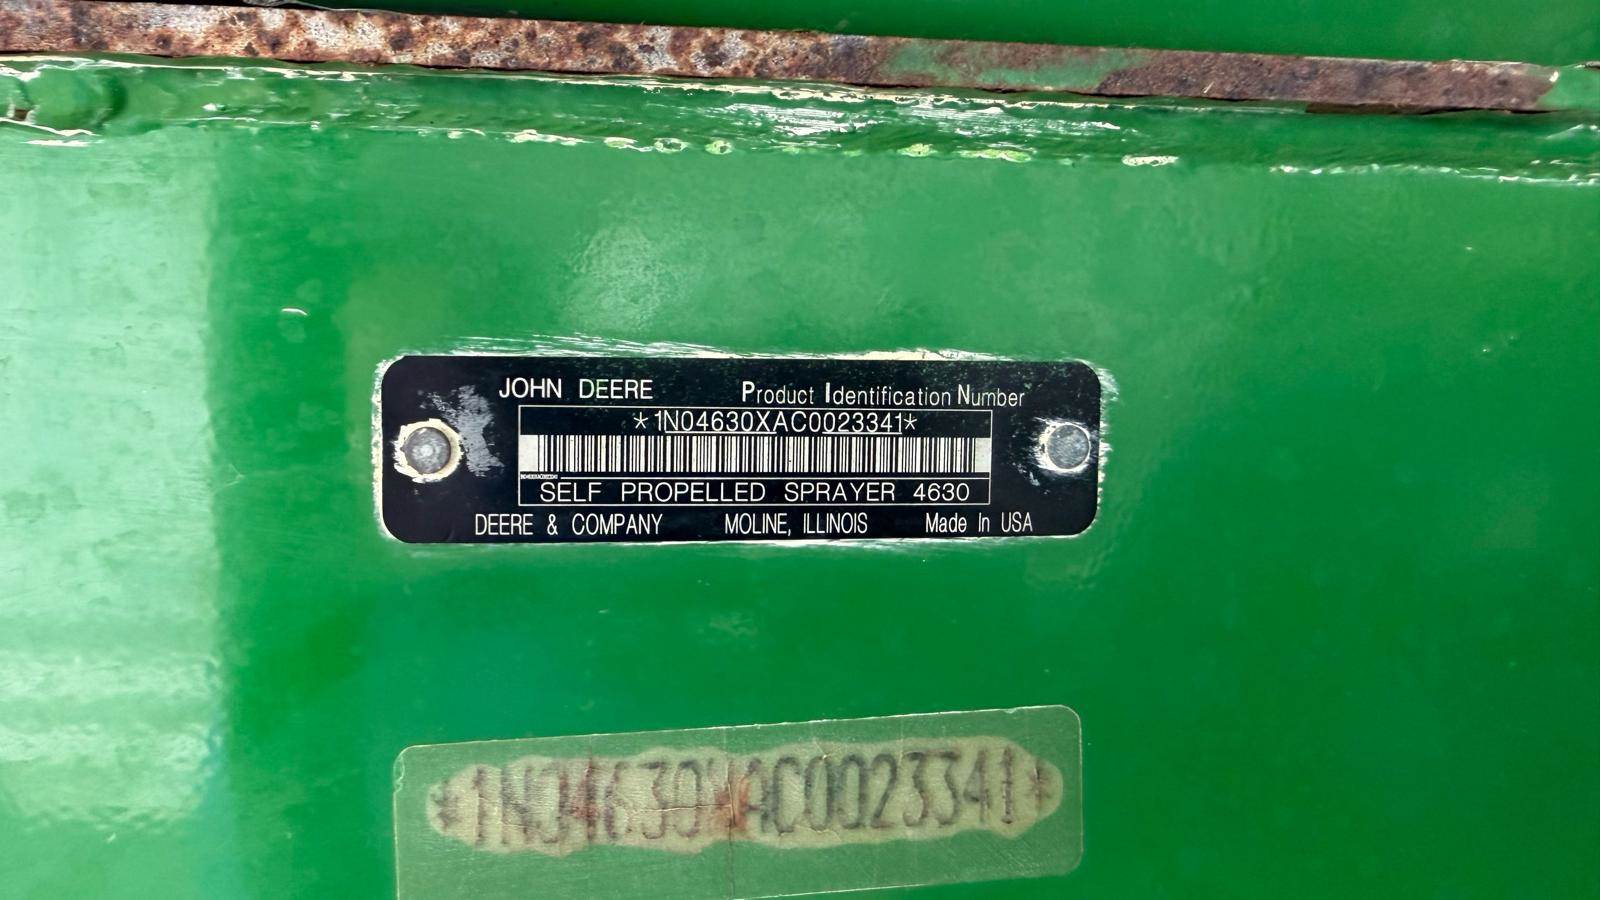 JOHN DEERE Product Identification Number
*1N04630XAC0023341*
SELF PROPELLED SPRAYER 4630
DEERE & COMPANY MOLINE, ILLINOIS Made In USA
*1N04630XAC0023341*